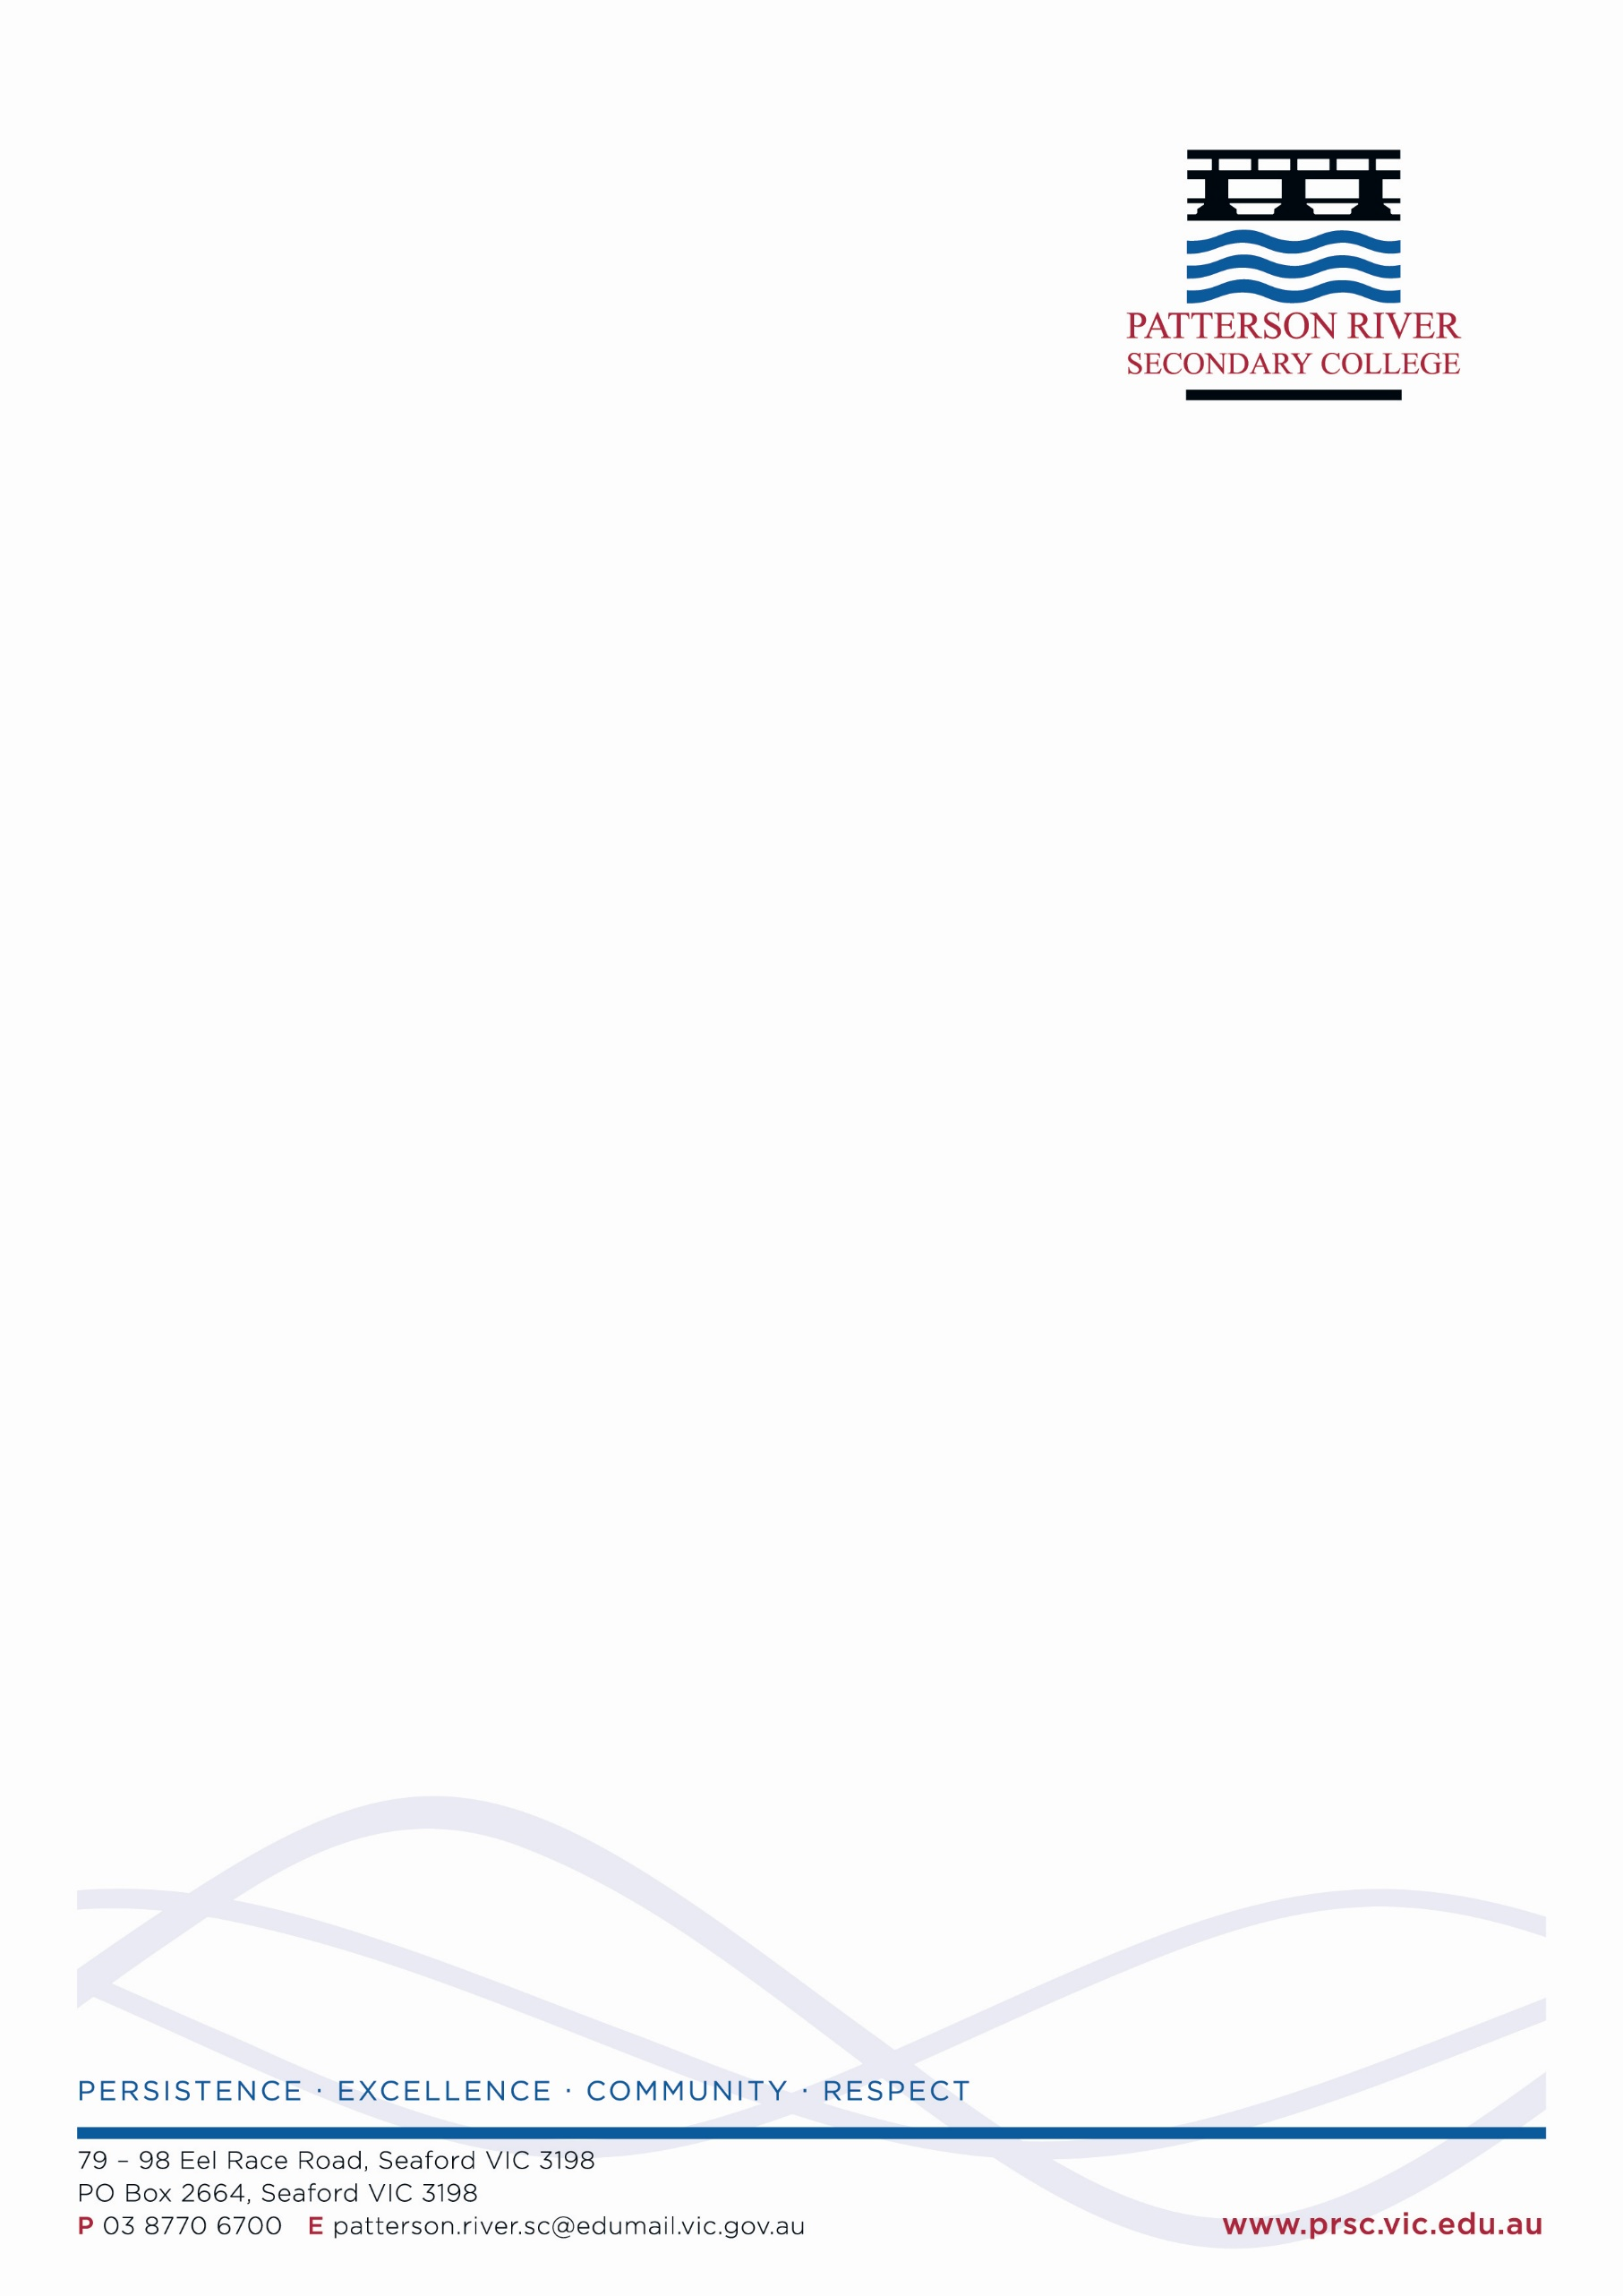 PATTERSON RIVER
SECONDARY COLLEGE
PERSISTENCE · EXCELLENCE · COMMUNITY · RESPECT
79 – 98 Eel Race Road, Seaford VIC 3198
PO Box 2664, Seaford VIC 3198
P 03 8770 6700 E patterson.river.sc@edumail.vic.gov.au
www.prsc.vic.edu.au